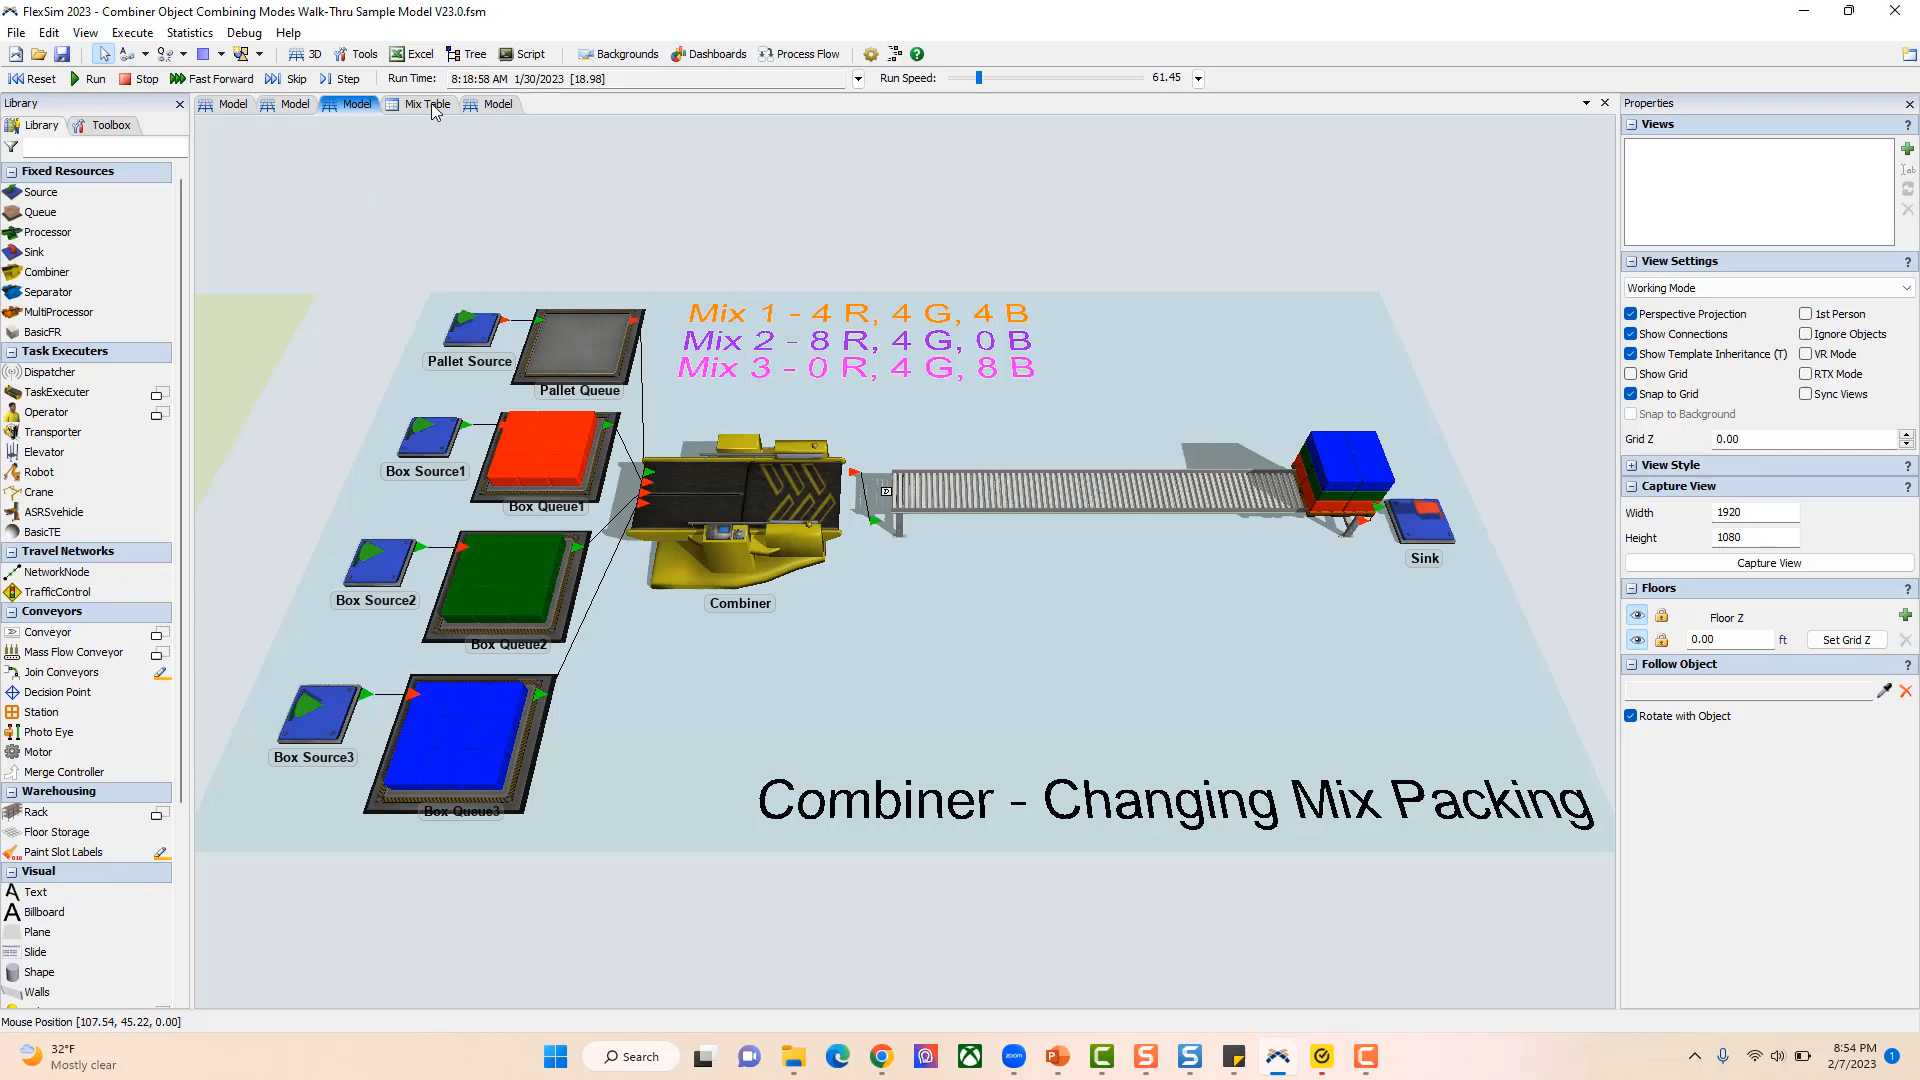 FlexSim 2023 - Combiner Object Combining Modes Walk-Thru Sample Model V23.0.fsm
File Edit View Execute Statistics Debug Help
3D Tools Excel Tree Script Backgrounds Dashboards Process Flow
Reset Run Stop Fast Forward Skip Step Run Time: 8:18:58 AM 1/30/2023 [18.98] Run Speed: 61.45
Library
Model Model Model Mix Table Model
Properties
Library Toolbox
Views
Fixed Resources
Source
Queue
Processor
Sink
Combiner
Separator
MultiProcessor
BasicFR
Task Executers
Dispatcher
TaskExecuter
Operator
Transporter
Elevator
Robot
Crane
ASRSvehicle
BasicTE
Travel Networks
NetworkNode
TrafficControl
Conveyors
Conveyor
Mass Flow Conveyor
Join Conveyors
Decision Point
Station
Photo Eye
Motor
Merge Controller
Warehousing
Rack
Floor Storage
Paint Slot Labels
Visual
Text
Billboard
Plane
Slide
Shape
Walls
Mix 1 - 4 R, 4 G, 4 B
Mix 2 - 8 R, 4 G, 0 B
Mix 3 - 0 R, 4 G, 8 B
Pallet Source
Pallet Queue
Box Source1
Box Queue1
Box Source2
Box Queue2
Box Source3
Box Queue3
Combiner
Sink
Combiner - Changing Mix Packing
View Settings
Working Mode
Perspective Projection 1st Person
Show Connections Ignore Objects
Show Template Inheritance (T) VR Mode
Show Grid RTX Mode
Snap to Grid Sync Views
Snap to Background
Grid Z 0.00
View Style
Capture View
Width 1920
Height 1080
Capture View
Floors
Floor Z
0.00 ft Set Grid Z
Follow Object
Rotate with Object
Mouse Position [107.54, 45.22, 0.00]
32°F
Mostly clear
Search
zoom
8:54 PM
2/7/2023
1